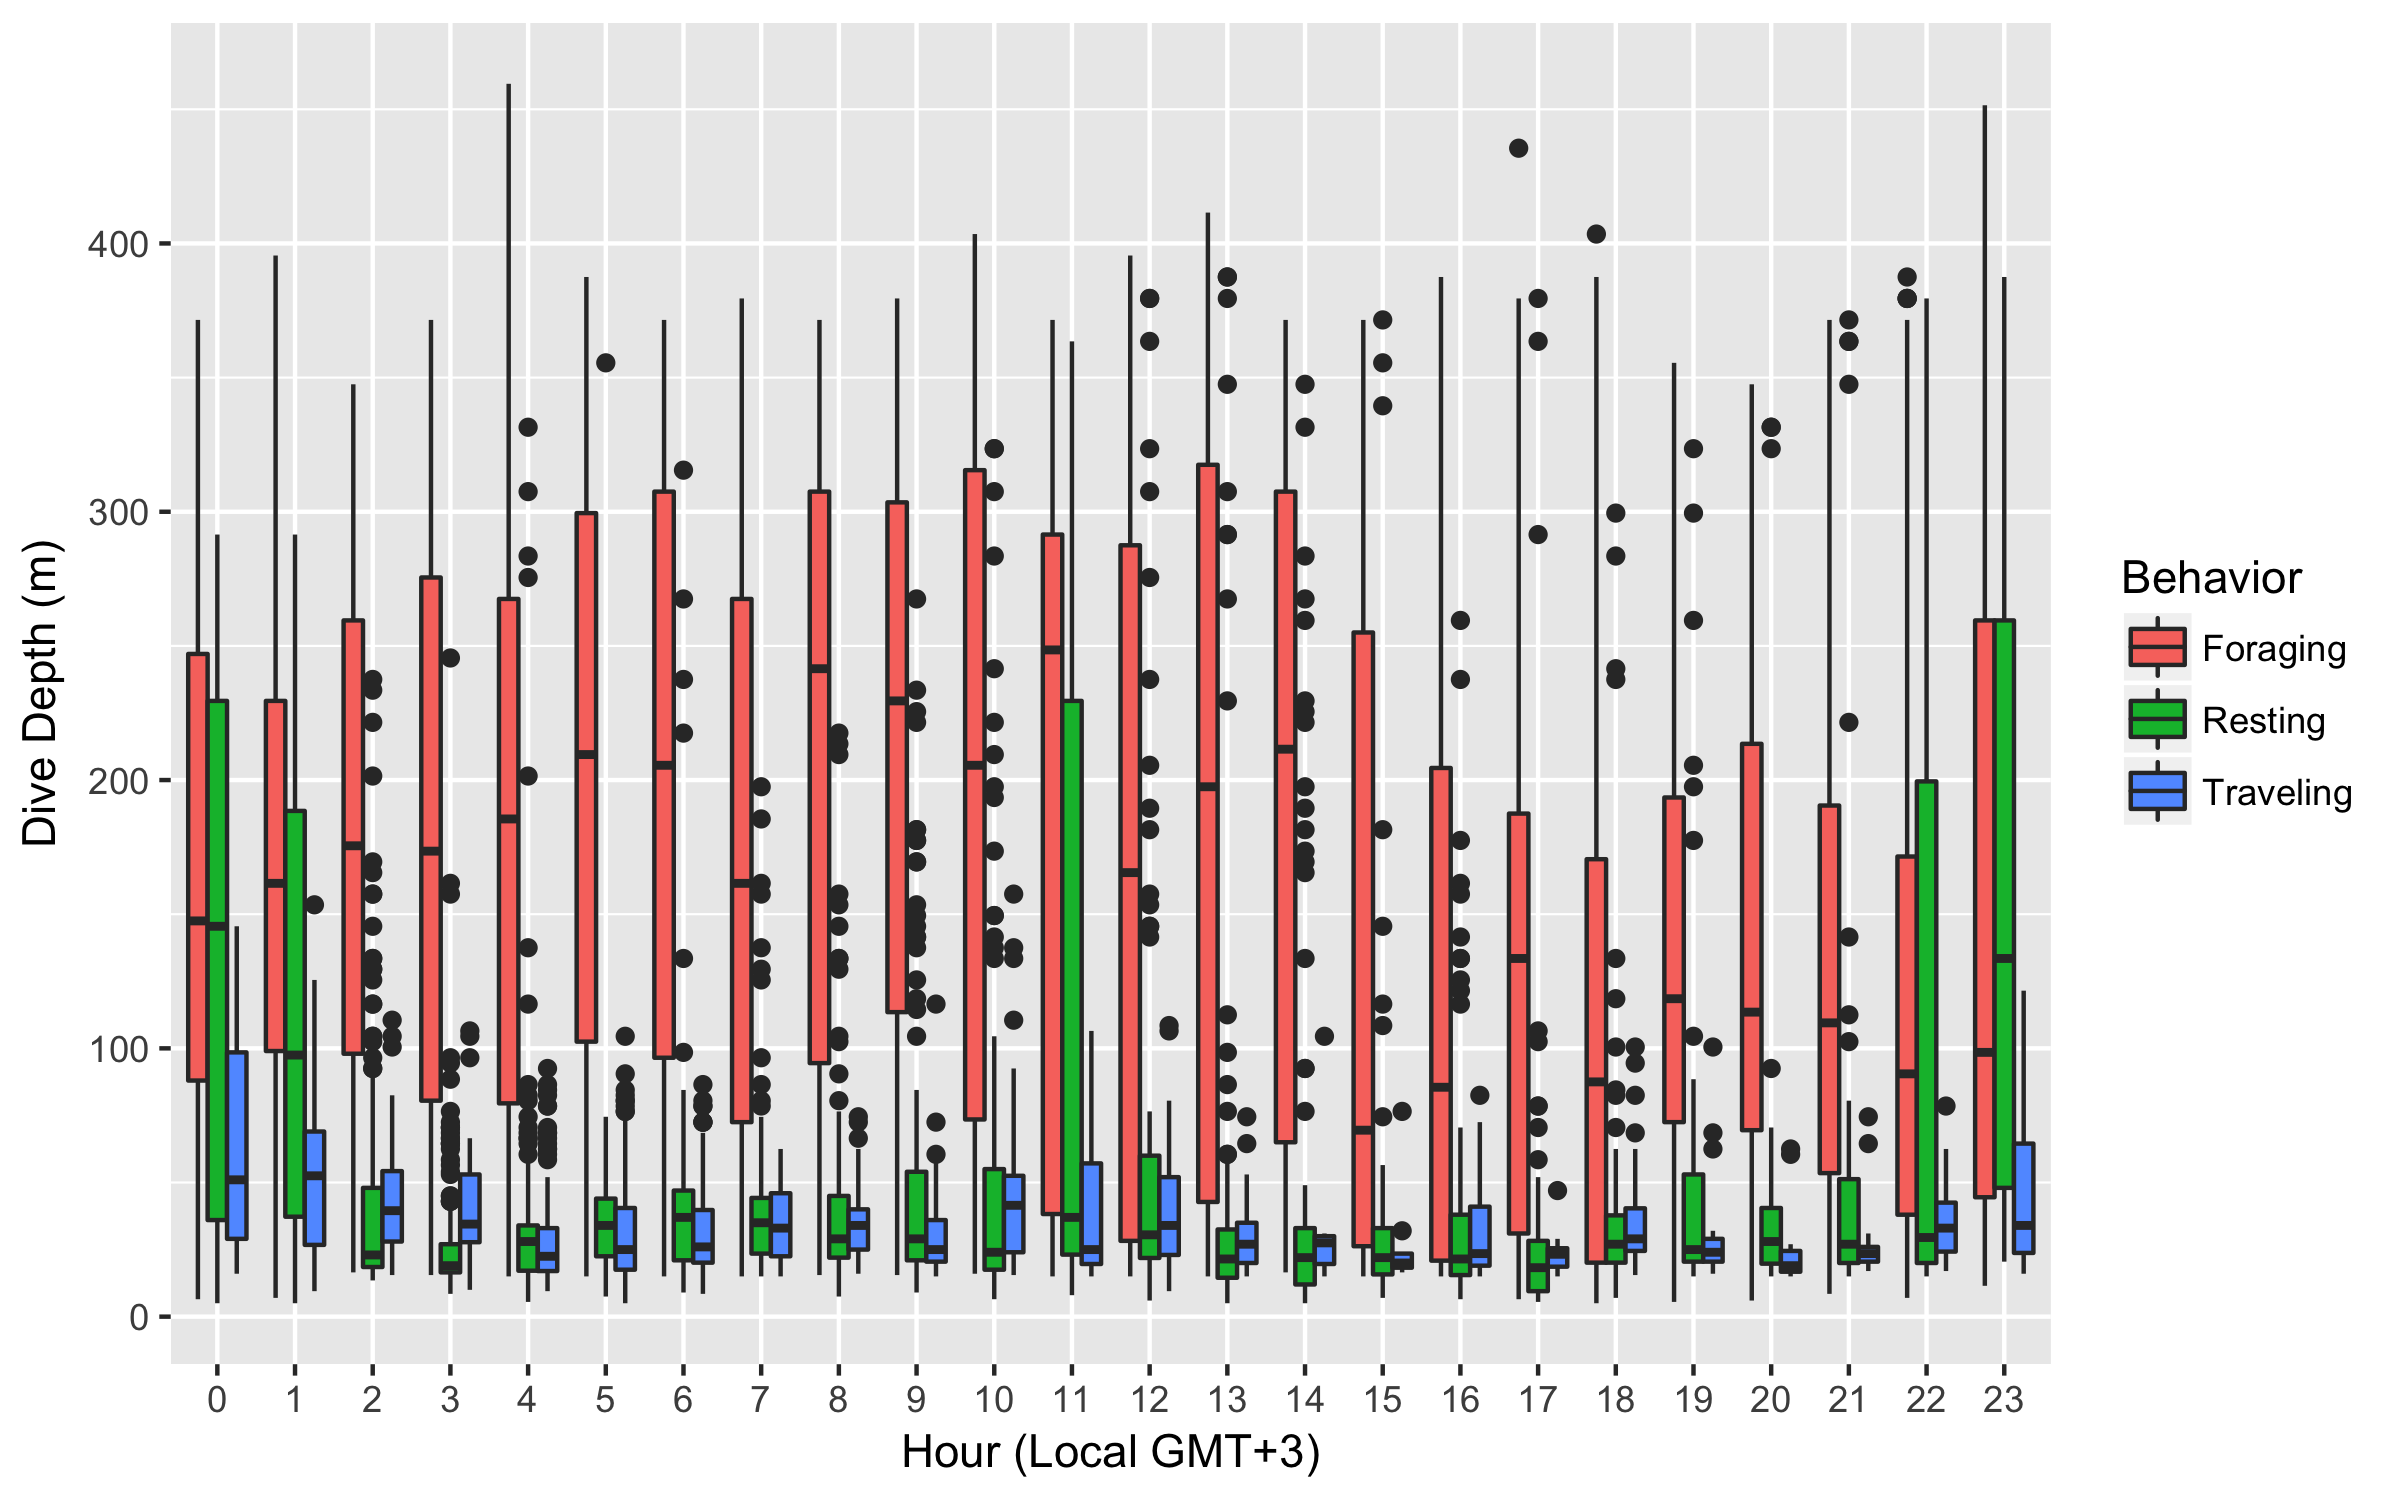 Dive Depth (m)
400
300
200
100
0
0 1 2 3 4 5 6 7 8 9 10 11 12 13 14 15 16 17 18 19 20 21 22 23
Hour (Local GMT+3)
Behavior
Foraging
Resting
Traveling